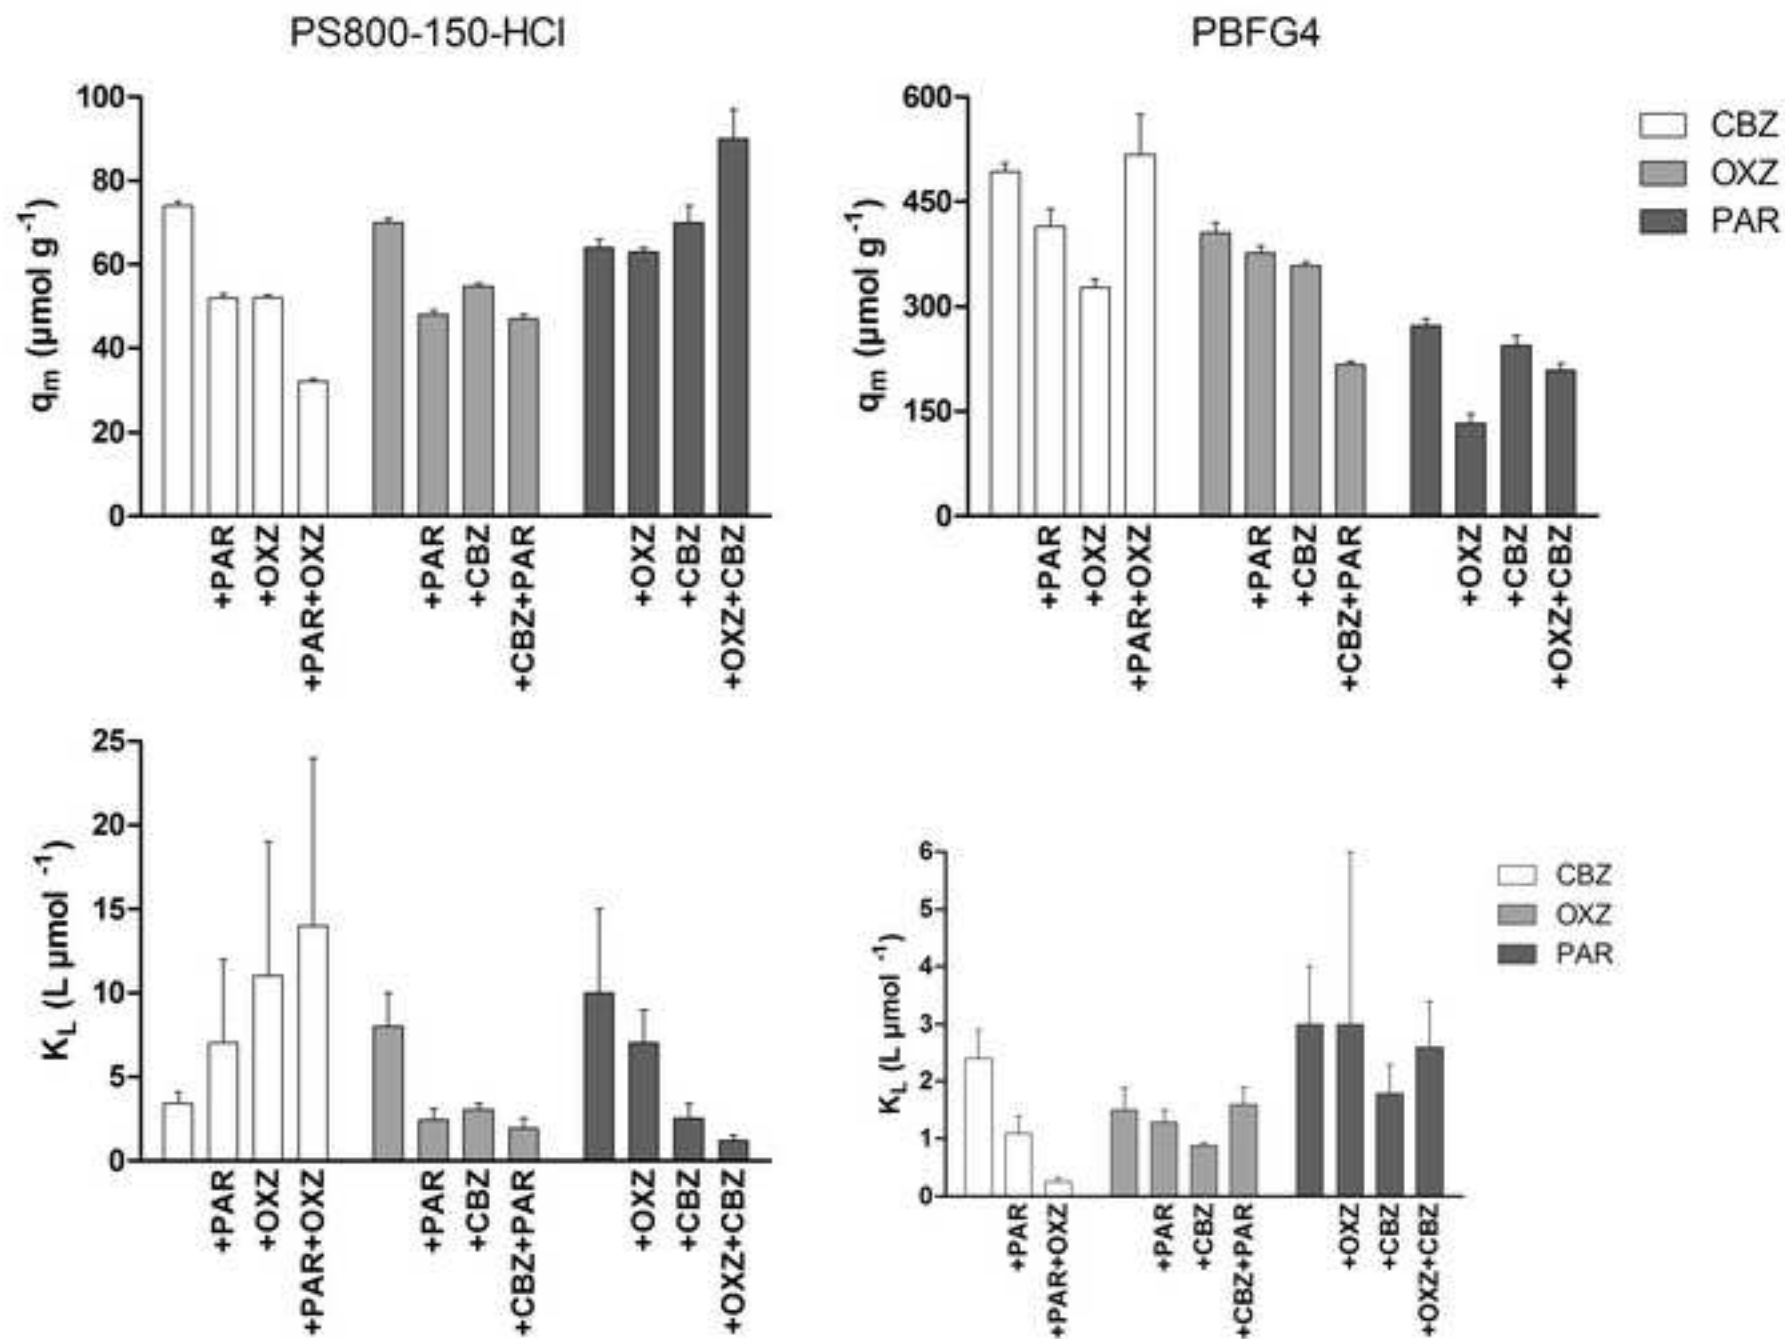 PS800-150-HCl
PBFG4
100
80
60
40
20
0
qm (µmol g-1)
+PAR
+OXZ
+PAR+OXZ
+PAR
+CBZ
+CBZ+PAR
+OXZ
+CBZ
+OXZ+CBZ
600
450
300
150
0
qm (µmol g-1)
+PAR
+OXZ
+PAR+OXZ
+PAR
+CBZ
+CBZ+PAR
+OXZ
+CBZ
+OXZ+CBZ
CBZ
OXZ
PAR
25
20
15
10
5
0
KL (L µmol -1)
+PAR
+OXZ
+PAR+OXZ
+PAR
+CBZ
+CBZ+PAR
+OXZ
+CBZ
+OXZ+CBZ
6
5
4
3
2
1
0
KL (L µmol -1)
+PAR
+PAR+OXZ
+PAR
+CBZ
+CBZ+PAR
+OXZ
+CBZ
+OXZ+CBZ
CBZ
OXZ
PAR